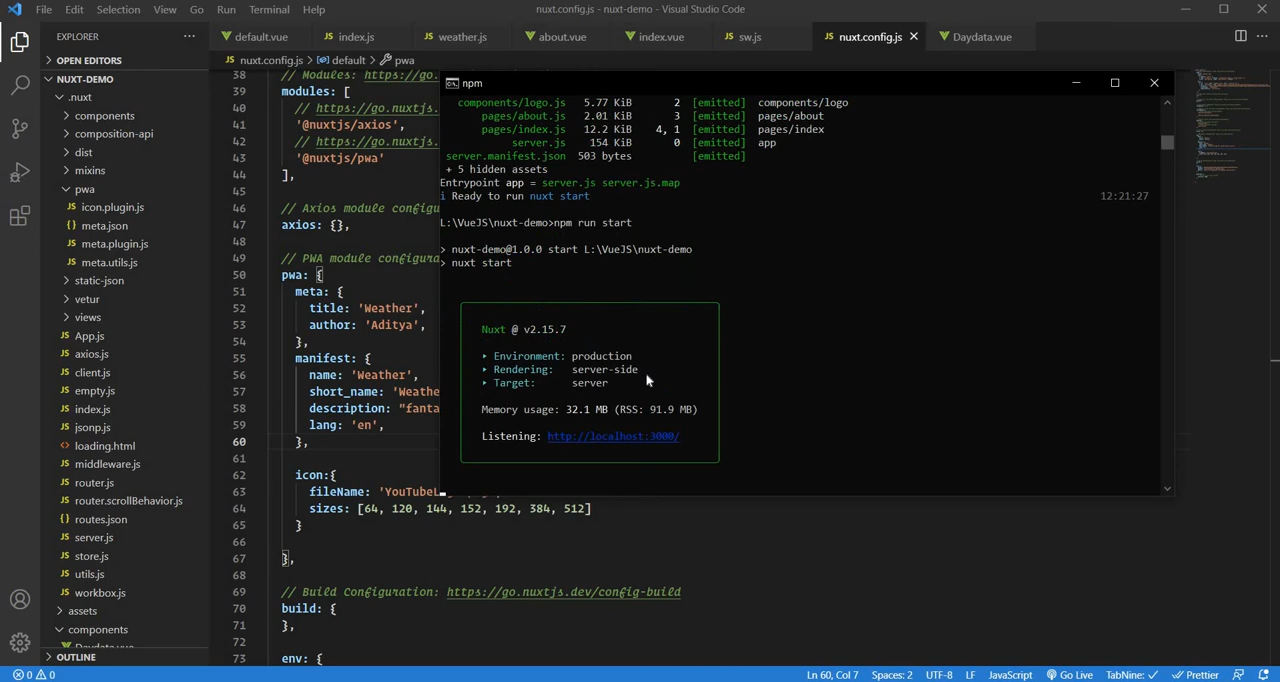 File Edit Selection View Go Run Terminal Help
nuxt.config.js - nuxt-demo - Visual Studio Code
EXPLORER
OPEN EDITORS
NUXT-DEMO
.nuxt
components
composition-api
dist
mixins
pwa
icon.plugin.js
meta.json
meta.plugin.js
meta.utils.js
static-json
vetur
views
App.js
axios.js
client.js
empty.js
index.js
jsonp.js
loading.html
middleware.js
router.js
router.scrollBehavior.js
routes.json
server.js
store.js
utils.js
workbox.js
assets
components
Daydata.vue
OUTLINE
default.vue index.js weather.js about.vue index.vue sw.js nuxt.config.js Daydata.vue
nuxt.config.js > default > pwa
38 // Modules: https://go.
39 modules: [
40 // https://go.nuxtjs.
41 '@nuxtjs/axios',
42 // https://go.nuxtjs.
43 '@nuxtjs/pwa'
44 ],
45
46 // Axios module configu
47 axios: {},
48
49 // PWA module configura
50 pwa: {
51 meta: {
52 title: 'Weather',
53 author: 'Aditya',
54 },
55 manifest: {
56 name: 'Weather',
57 short_name: 'Weathe
58 description: "fanta
59 lang: 'en',
60 },
61
62 icon:{
63 fileName: 'YouTubeL
64 sizes: [64, 120, 144, 152, 192, 384, 512]
65 }
66
67 },
68
69 // Build Configuration: https://go.nuxtjs.dev/config-build
70 build: {
71 },
72
73 env: {
npm
components/logo.js 5.77 KiB 2 [emitted] components/logo
pages/about.js 2.01 KiB 3 [emitted] pages/about
pages/index.js 12.2 KiB 4, 1 [emitted] pages/index
server.js 154 KiB 0 [emitted] app
server.manifest.json 503 bytes [emitted]
+ 5 hidden assets
Entrypoint app = server.js server.js.map
i Ready to run nuxt start 12:21:27
L:\VueJS\nuxt-demo>npm run start
> nuxt-demo@1.0.0 start L:\VueJS\nuxt-demo
> nuxt start
Nuxt @ v2.15.7
▸ Environment: production
▸ Rendering: server-side
▸ Target: server
Memory usage: 32.1 MB (RSS: 91.9 MB)
Listening: http://localhost:3000/
0 0 Ln 60, Col 7 Spaces: 2 UTF-8 LF JavaScript Go Live TabNine: ✓ Prettier